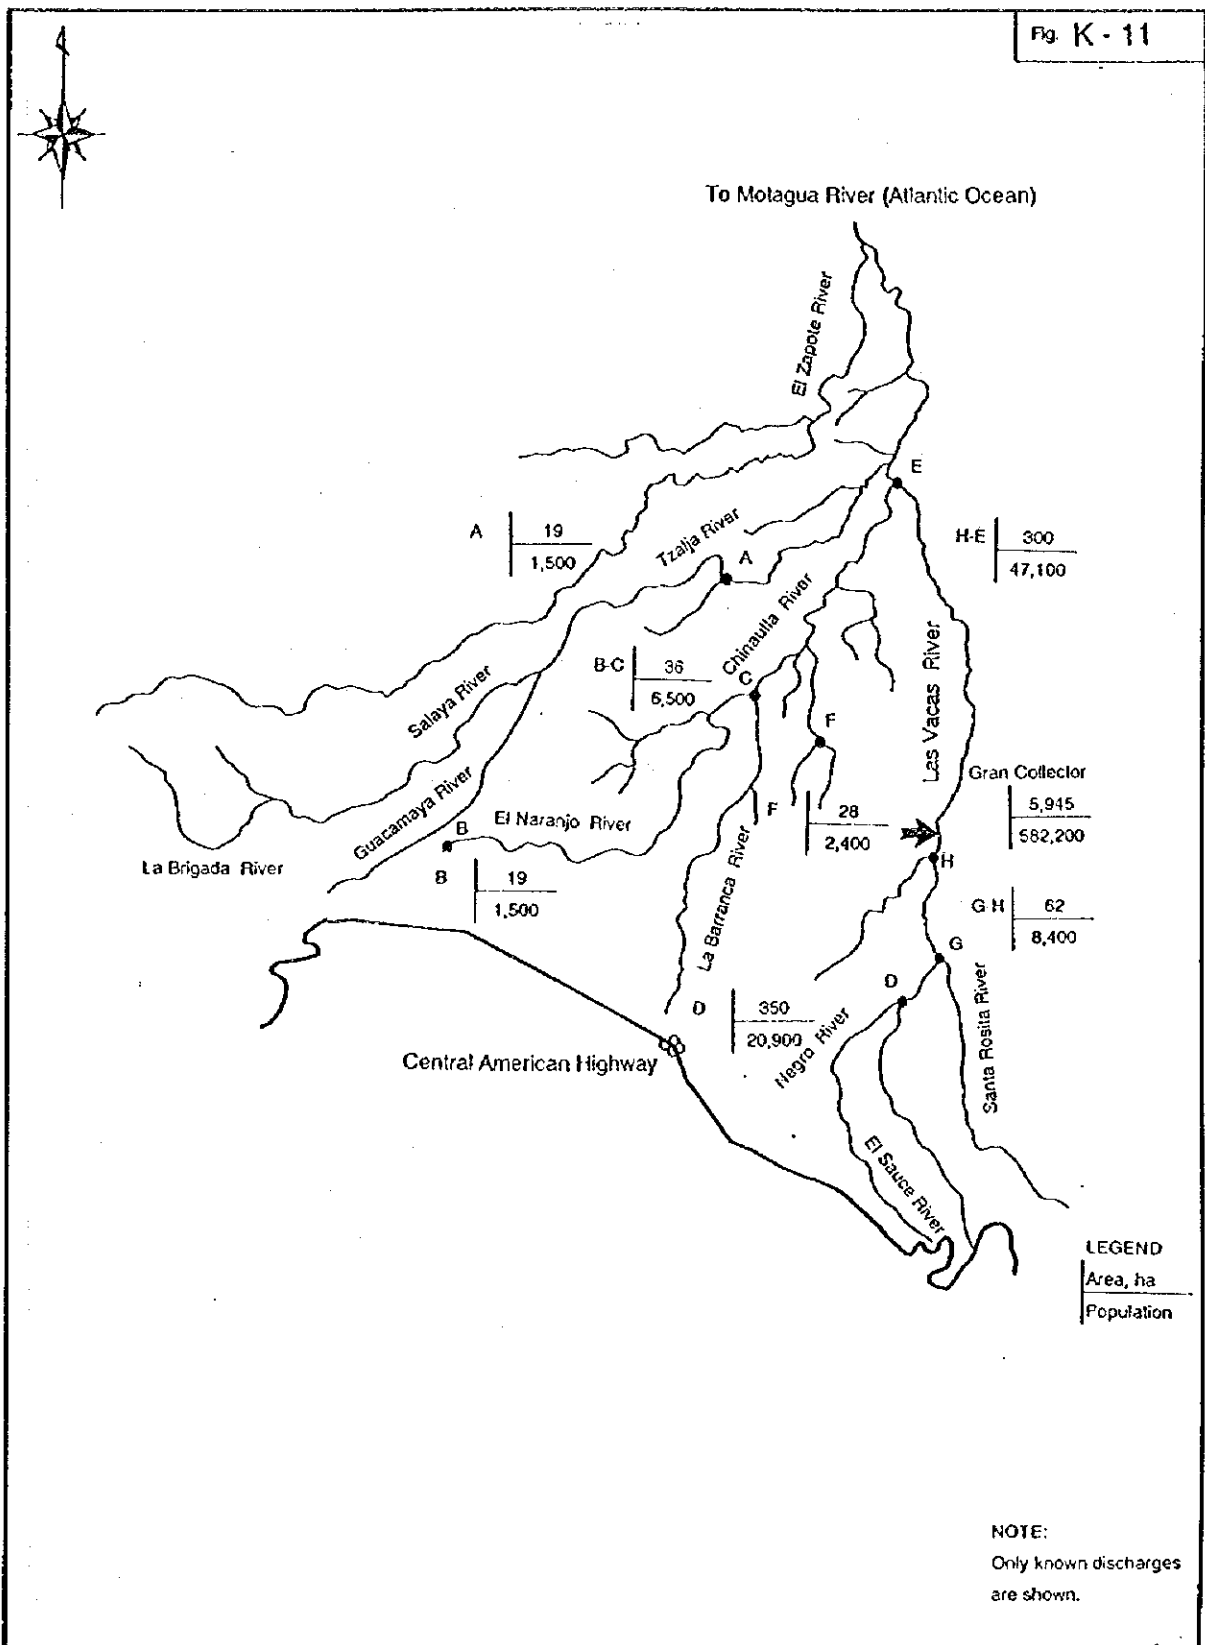 Fig. K - 11
To Motagua River (Atlantic Ocean)
El Zapote River
E
A
19
1,500
Tzalja River
A
H-E
300
47,100
Chinaulla River
B-C
36
6,500
C
Salaya River
Las Vacas River
F
Gran Collector
5,945
582,200
Guacamaya River
B
El Naranjo River
F
28
2,400
La Brigada River
H
B
19
1,500
La Barranca River
G-H
62
8,400
G
D
D
350
20,900
Negro River
Santa Rosita River
Central American Highway
El Sauce River
LEGEND
Area, ha
Population
NOTE:
Only known discharges
are shown.